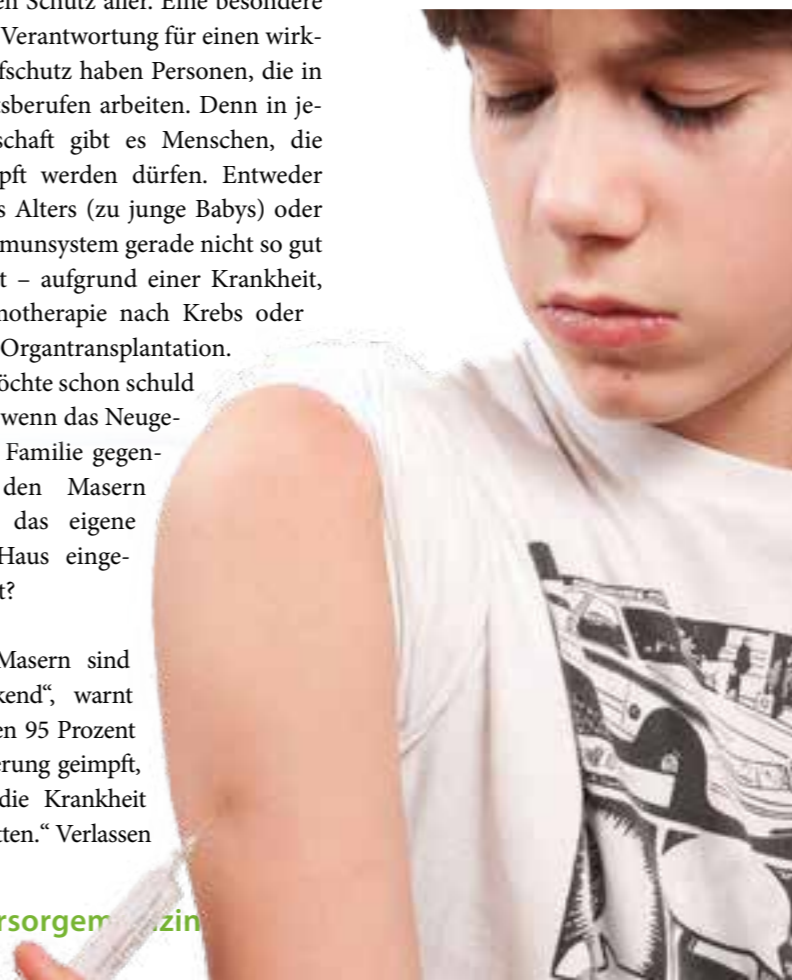 en Schutz aller. Eine besondere
Verantwortung für einen wirk-
fschutz haben Personen, die in
tsberufen arbeiten. Denn in je-
schaft gibt es Menschen, die
pft werden dürfen. Entweder
s Alters (zu junge Babys) oder
munsystem gerade nicht so gut
t – aufgrund einer Krankheit,
notherapie nach Krebs oder
Organtransplantation.
öchte schon schuld
wenn das Neuge-
Familie gegen-
den Masern
das eigene
Haus einge-
t?
Masern sind
kend“, warnt
en 95 Prozent
erung geimpft,
die Krankheit
tten.“ Verlassen
rsorgem zin